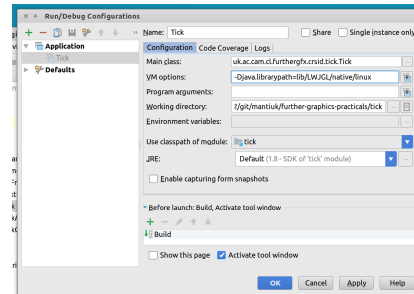 Run/Debug Configurations
Name: Tick Share Single instance only
Application
Tick
Defaults
Configuration Code Coverage Logs
Main class: uk.ac.cam.cl.furthergfx.crsid.tick.Tick
VM options: -Djava.librarypath=lib/LWJGL/native/linux
Program arguments:
Working directory: ?/git/mantiuk/further-graphics-practicals/tick
Environment variables:
Use classpath of module: tick
JRE: Default (1.8 - SDK of 'tick' module)
Enable capturing form snapshots
Before launch: Build, Activate tool window
Build
Show this page Activate tool window
OK Cancel Apply Help